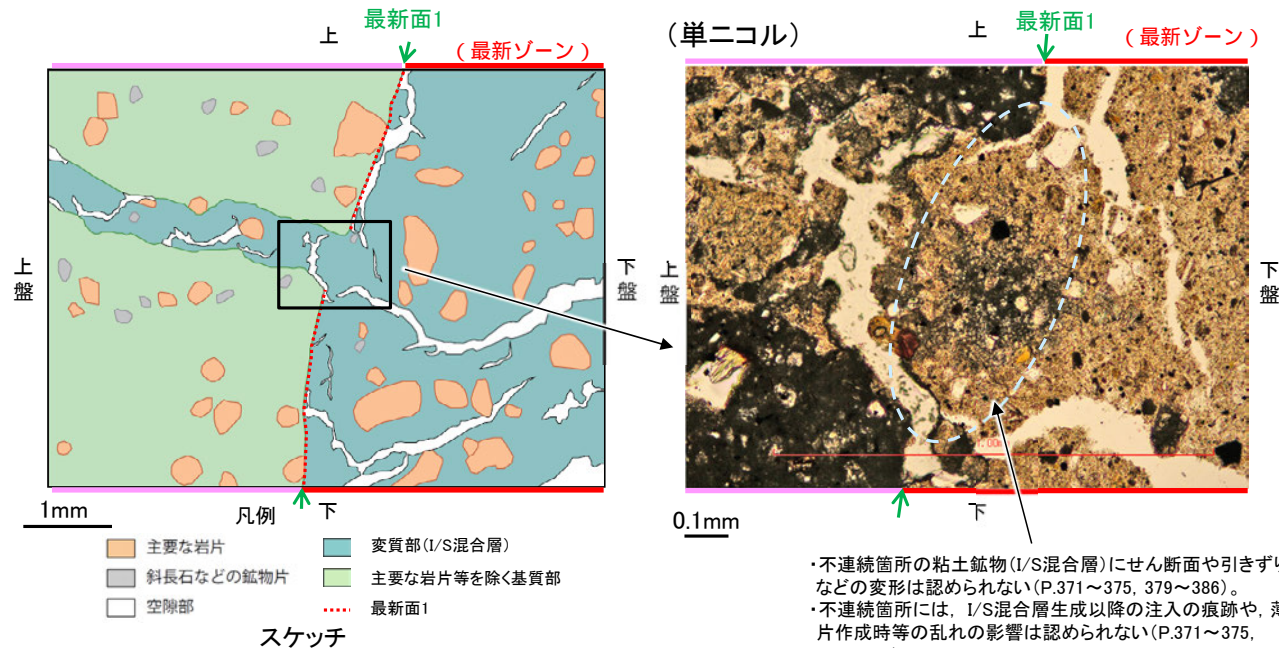 上
最新面1
(最新ゾーン)
上盤
下盤
1mm
凡例
下
主要な岩片
変質部(I/S混合層)
斜長石などの鉱物片
主要な岩片等を除く基質部
空隙部
最新面1
スケッチ
(単ニコル)
上
最新面1
(最新ゾーン)
上盤
下盤
1.00
下
0.1mm
・不連続箇所の粘土鉱物(I/S混合層)にせん断面や引きずり
などの変形は認められない(P.371～375, 379～386)。
・不連続箇所には,I/S混合層生成以降の注入の痕跡や,薄
片作成時等の乱れの影響は認められない(P.371～375,